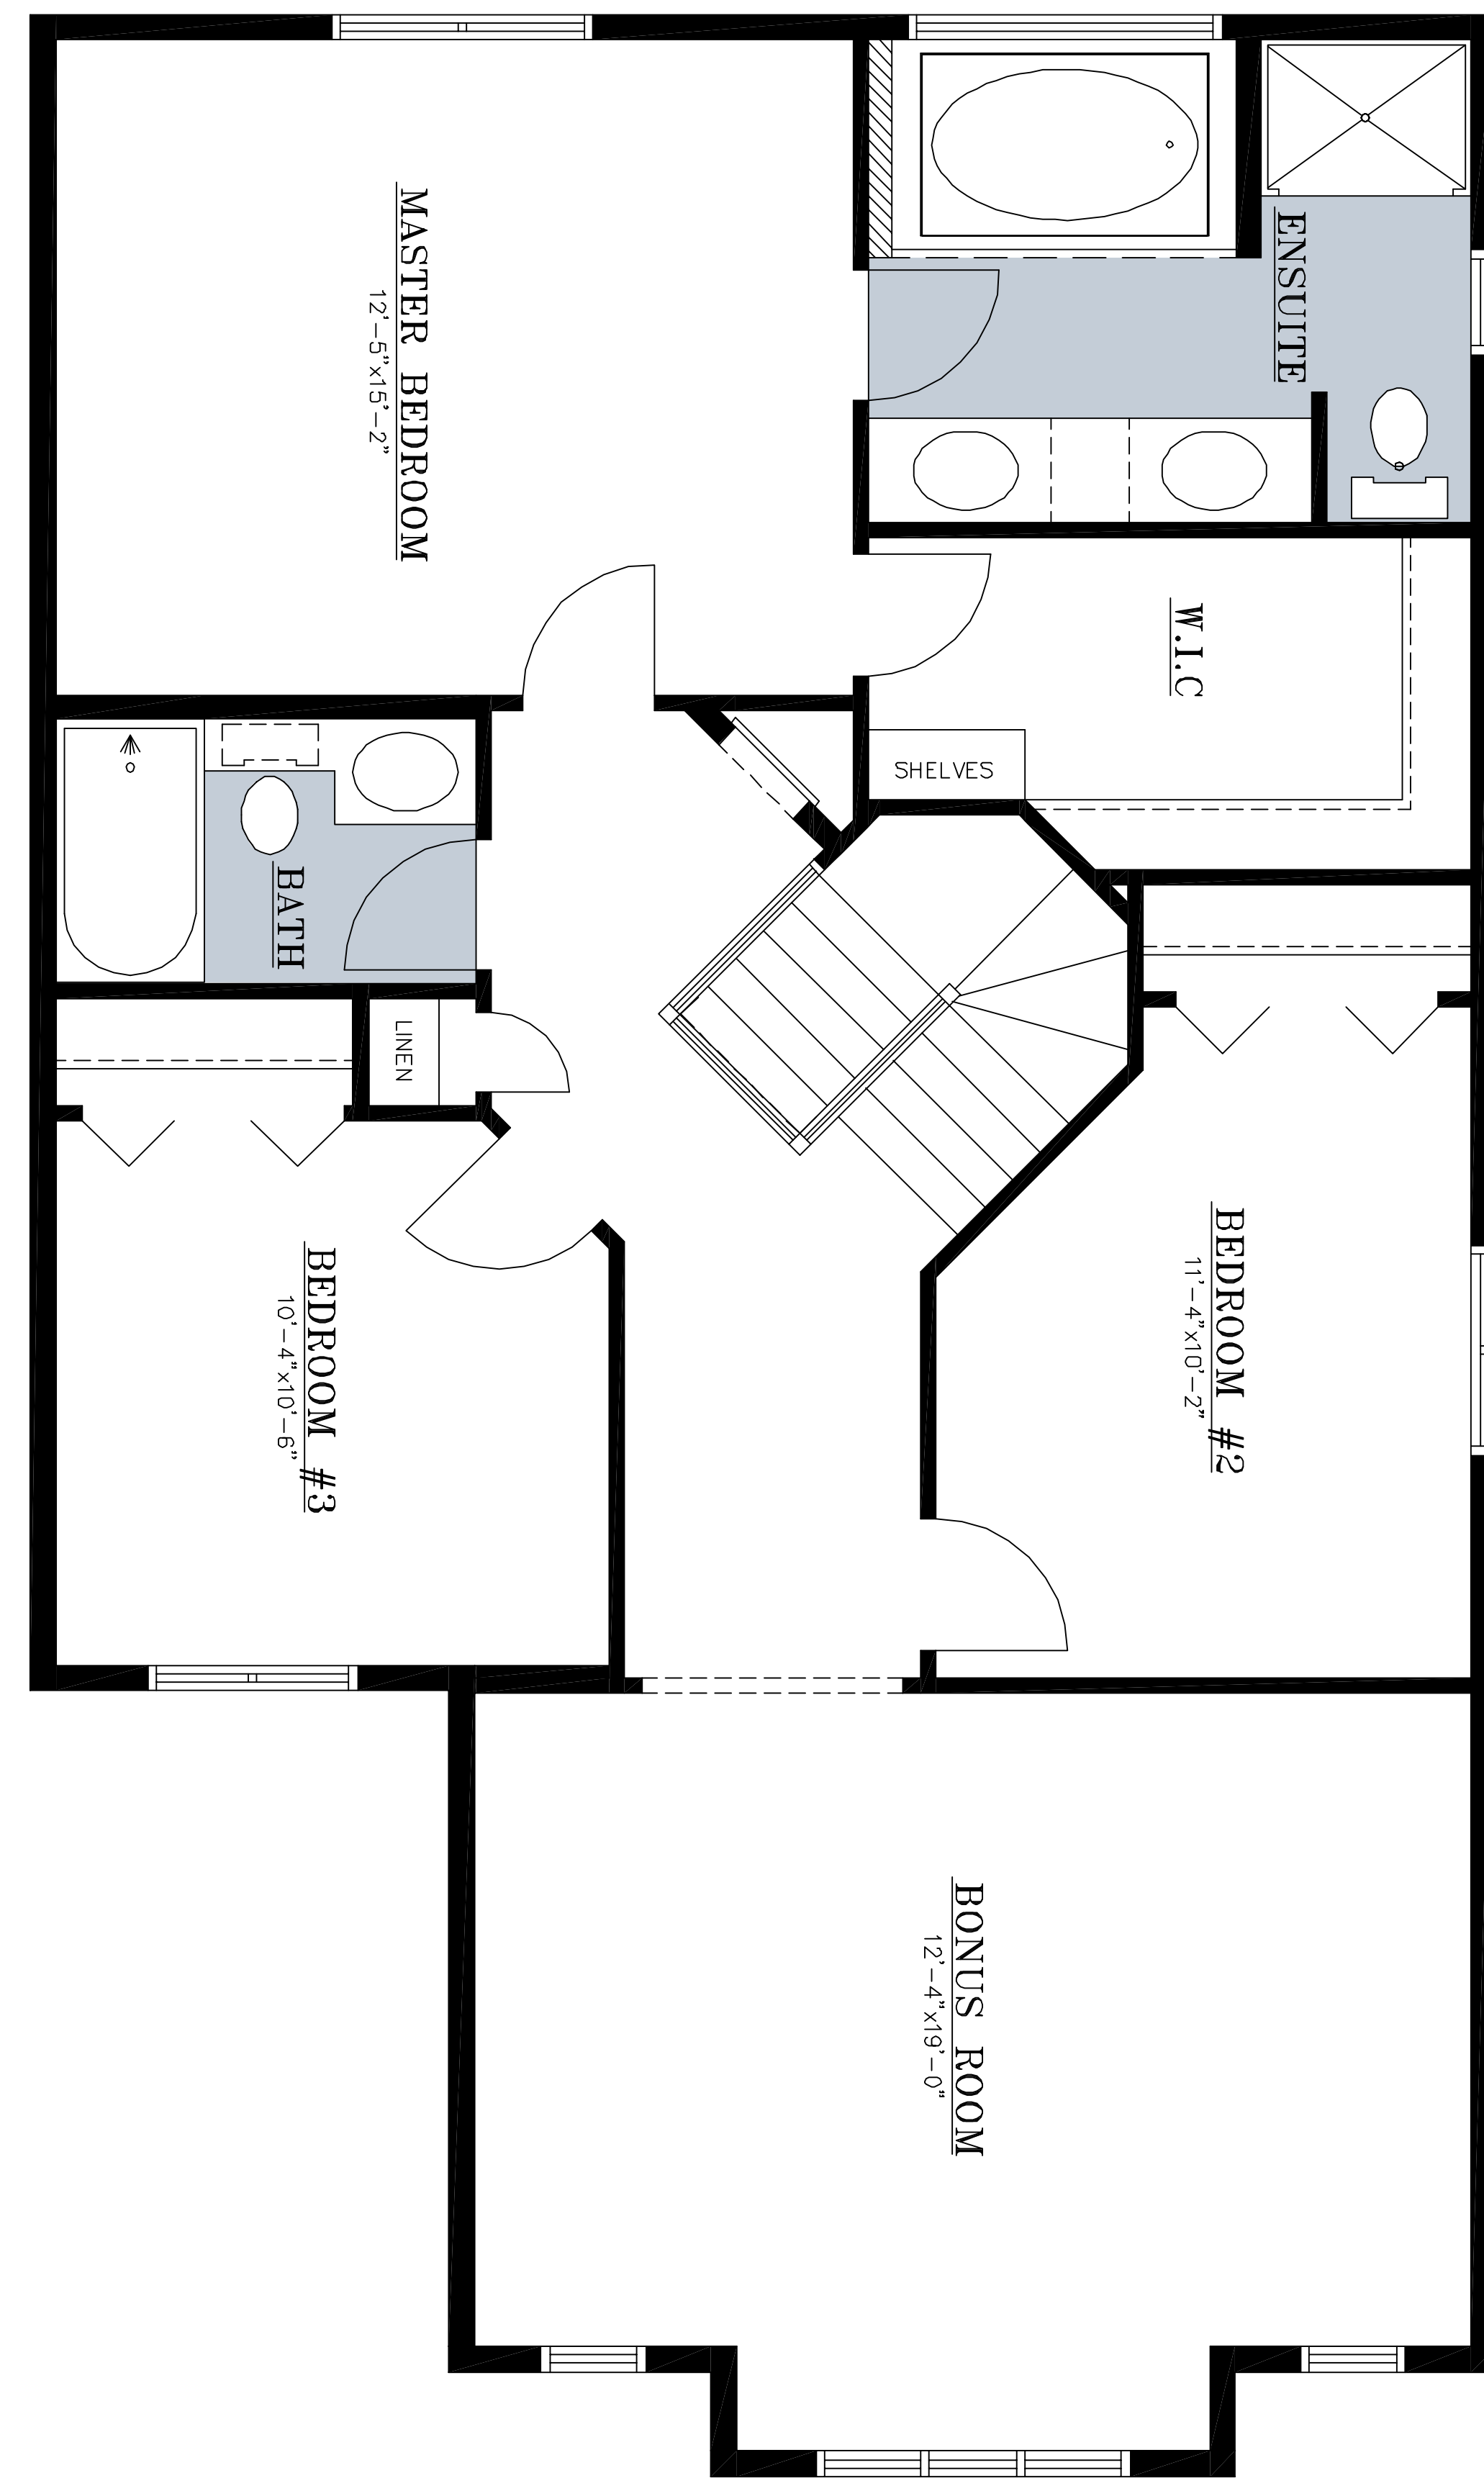 ENSUITE
MASTER BEDROOM
12'-5"x15'-2"
W.I.C
SHELVES
BATH
LINEN
BEDROOM #2
11'-4"x10'-2"
BEDROOM #3
10'-4"x10'-6"
BONUS ROOM
12'-4"x19'-0"